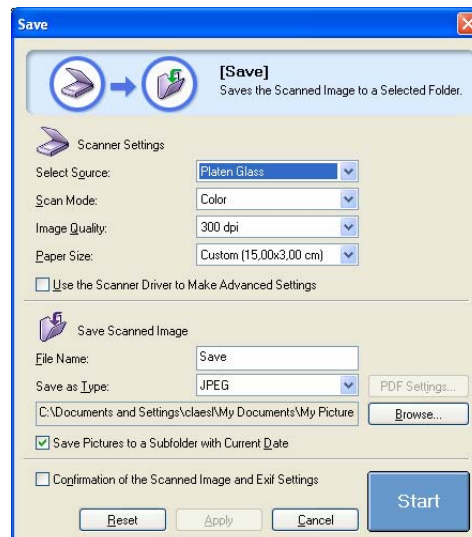 Save
[Save]
Saves the Scanned Image to a Selected Folder.
Scanner Settings
Select Source: Platen Glass
Scan Mode: Color
Image Quality: 300 dpi
Paper Size: Custom (15,00x3,00 cm)
Use the Scanner Driver to Make Advanced Settings
Save Scanned Image
File Name: Save
Save as Type: JPEG PDF Settings...
C:\Documents and Settings\claesl\My Documents\My Picture Browse...
Save Pictures to a Subfolder with Current Date
Confirmation of the Scanned Image and Exif Settings
Start
Reset Apply Cancel